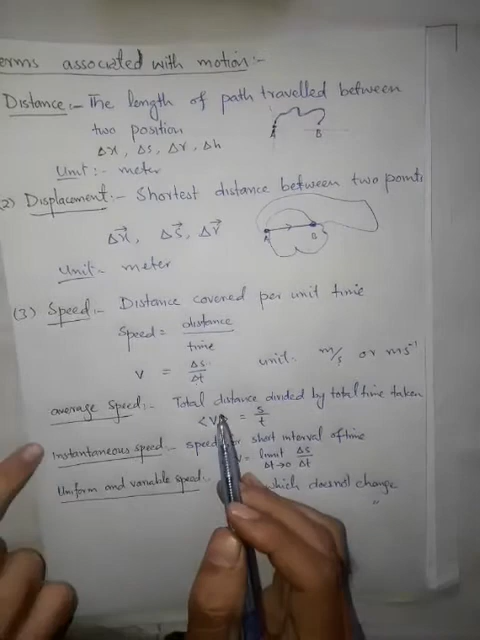 erms associated with motion:-
Distance:- The length of path travelled between
two position
Δx, Δs, Δr, Δh
A B
Unit:- meter
(2) Displacement:- Shortest distance between two points
Δx⃗, Δs⃗, Δr⃗
A B
Unit:- meter
(3) Speed:- Distance covered per unit time
Speed = distance / time
v = Δs / Δt unit: m/s or ms⁻¹
average speed:- Total distance divided by total time taken
<v> = s / t
Instantaneous speed:- speed for short interval of time
v = limit Δt→0 Δs / Δt
Uniform and variable speed:- which doesnot change
"